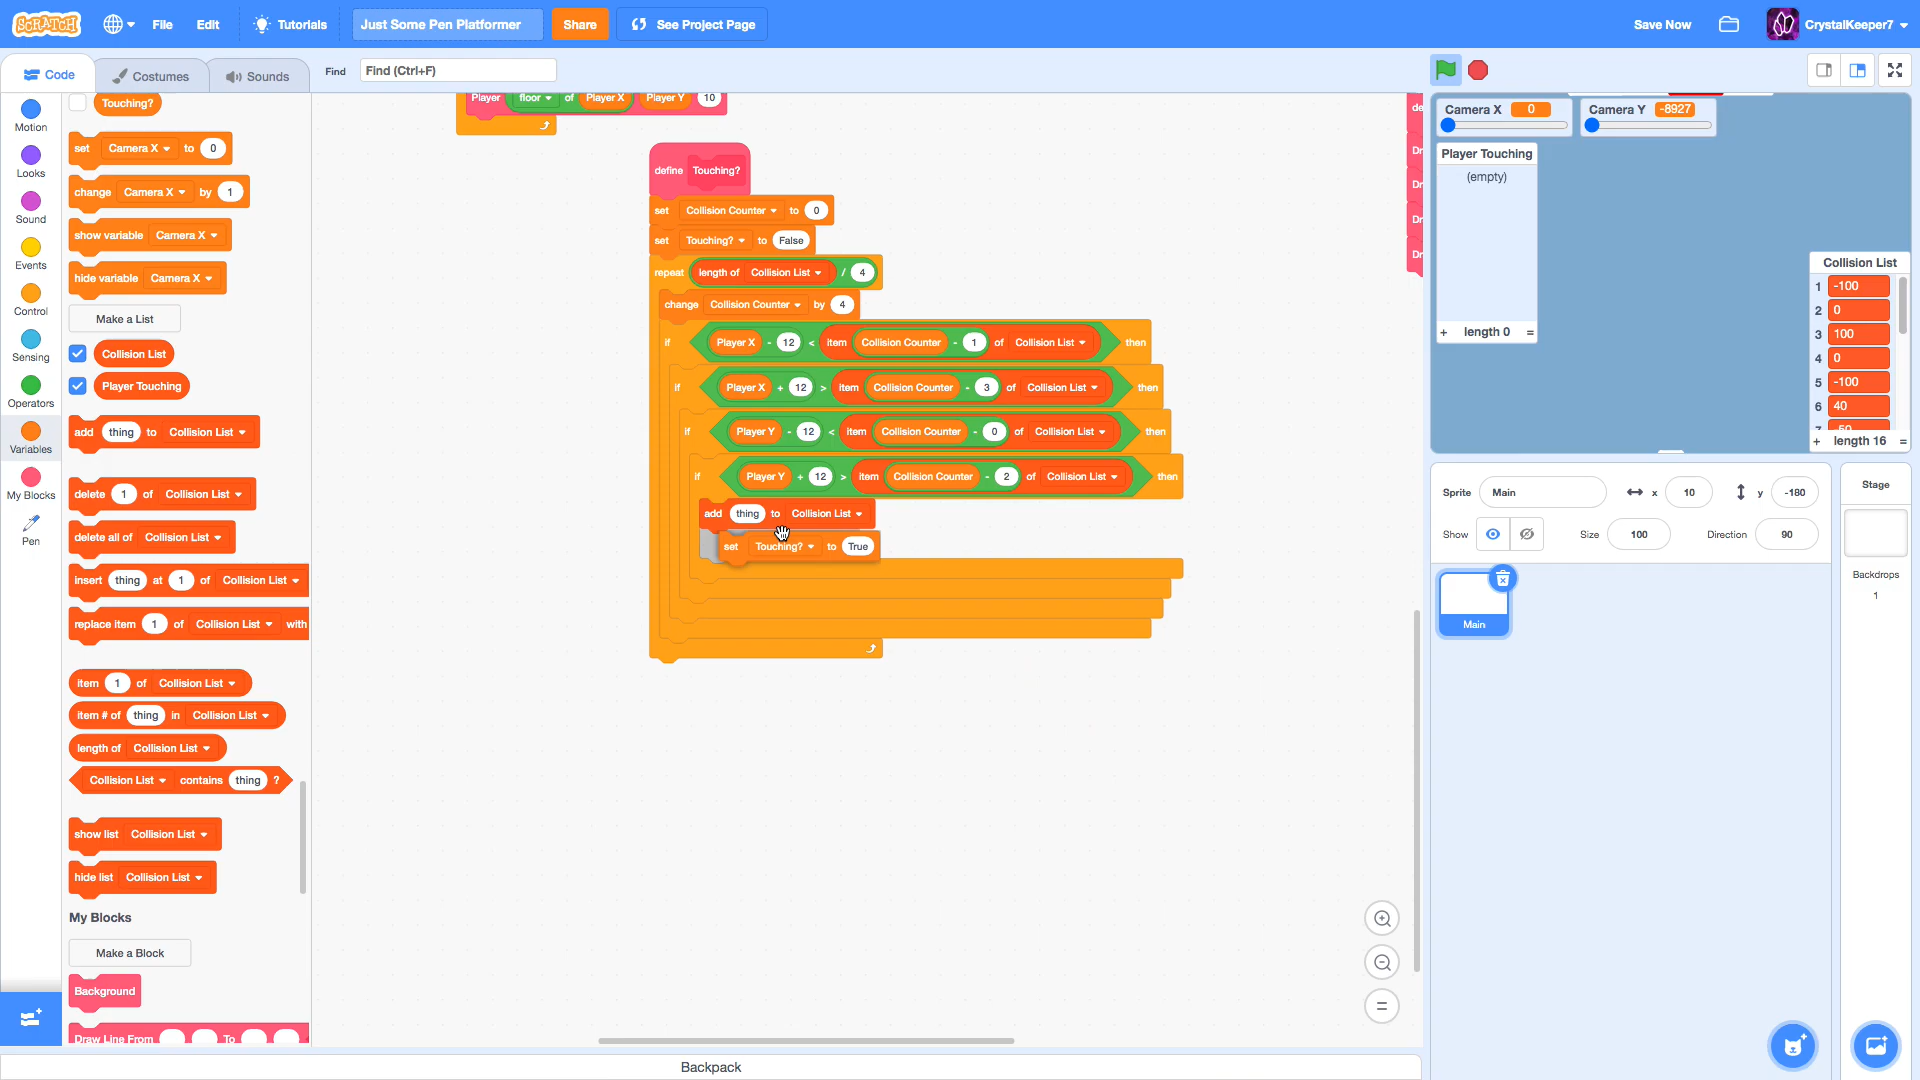 SCRATCH File Edit Tutorials Just Some Pen Platformer Share See Project Page Save Now CrystalKeeper7
Code Costumes Sounds Find Find (Ctrl+F)
Motion
Looks
Sound
Events
Control
Sensing
Operators
Variables
My Blocks
Pen
Touching?
set Camera X to 0
change Camera X by 1
show variable Camera X
hide variable Camera X
Make a List
Collision List
Player Touching
add thing to Collision List
delete 1 of Collision List
delete all of Collision List
insert thing at 1 of Collision List
replace item 1 of Collision List with
item 1 of Collision List
item # of thing in Collision List
length of Collision List
Collision List contains thing ?
show list Collision List
hide list Collision List
My Blocks
Make a Block
Background
Draw Line From To
Player floor of Player X Player Y 10
define Touching?
set Collision Counter to 0
set Touching? to False
repeat length of Collision List / 4
change Collision Counter by 4
if Player X - 12 < item Collision Counter - 1 of Collision List then
if Player X + 12 > item Collision Counter - 3 of Collision List then
if Player Y - 12 < item Collision Counter - 0 of Collision List then
if Player Y + 12 > item Collision Counter - 2 of Collision List then
add thing to Collision List
set Touching? to True
de
Dr
Dr
Dr
Dr
Backpack
Camera X 0 Camera Y -8927
Player Touching
(empty)
+ length 0 =
Collision List
1 -100
2 0
3 100
4 0
5 -100
6 40
7 -50
+ length 16 =
Sprite Main x 10 y -180
Show Size 100 Direction 90
Main
Stage
Backdrops
1